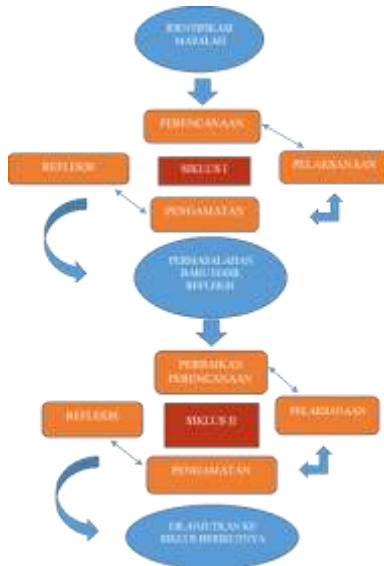 IDENTIFIKASI
MASALAH
PERENCANAAN
REFLEKSI
SIKLUS I
PELAKSANAAN
PENGAMATAN
PERMASALAHAN
BARU HASIL
REFLEKSI
PERBAIKAN
PERENCANAAN
REFLEKSI
SIKLUS II
PELAKSANAAN
PENGAMATAN
DILANJUTKAN KE
SIKLUS BERIKUTNYA